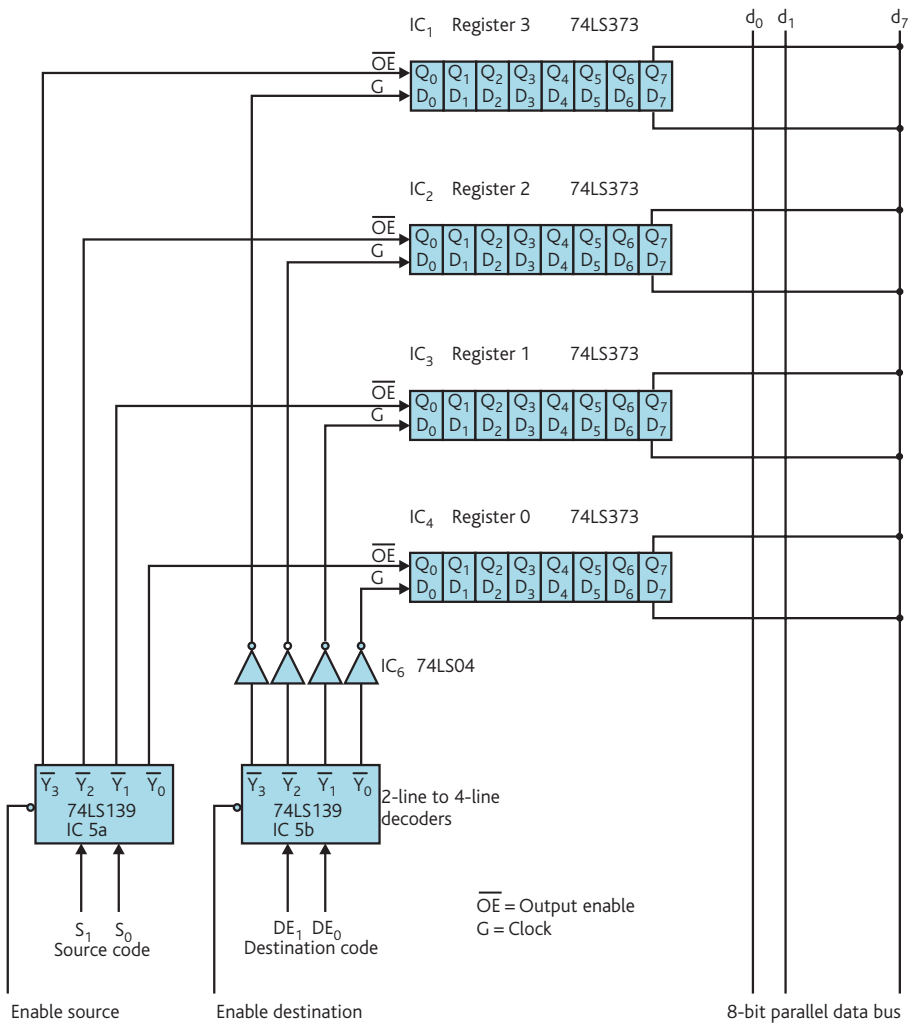 IC1 Register 3 74LS373
d0 d1 d7
OE
G
Q0 Q1 Q2 Q3 Q4 Q5 Q6 Q7
D0 D1 D2 D3 D4 D5 D6 D7
IC2 Register 2 74LS373
OE
G
Q0 Q1 Q2 Q3 Q4 Q5 Q6 Q7
D0 D1 D2 D3 D4 D5 D6 D7
IC3 Register 1 74LS373
OE
G
Q0 Q1 Q2 Q3 Q4 Q5 Q6 Q7
D0 D1 D2 D3 D4 D5 D6 D7
IC4 Register 0 74LS373
OE
G
Q0 Q1 Q2 Q3 Q4 Q5 Q6 Q7
D0 D1 D2 D3 D4 D5 D6 D7
IC6 74LS04
Y3 Y2 Y1 Y0
74LS139
IC 5a
Y3 Y2 Y1 Y0
74LS139
IC 5b
2-line to 4-line
decoders
S1 S0
Source code
DE1 DE0
Destination code
OE = Output enable
G = Clock
Enable source
Enable destination
8-bit parallel data bus